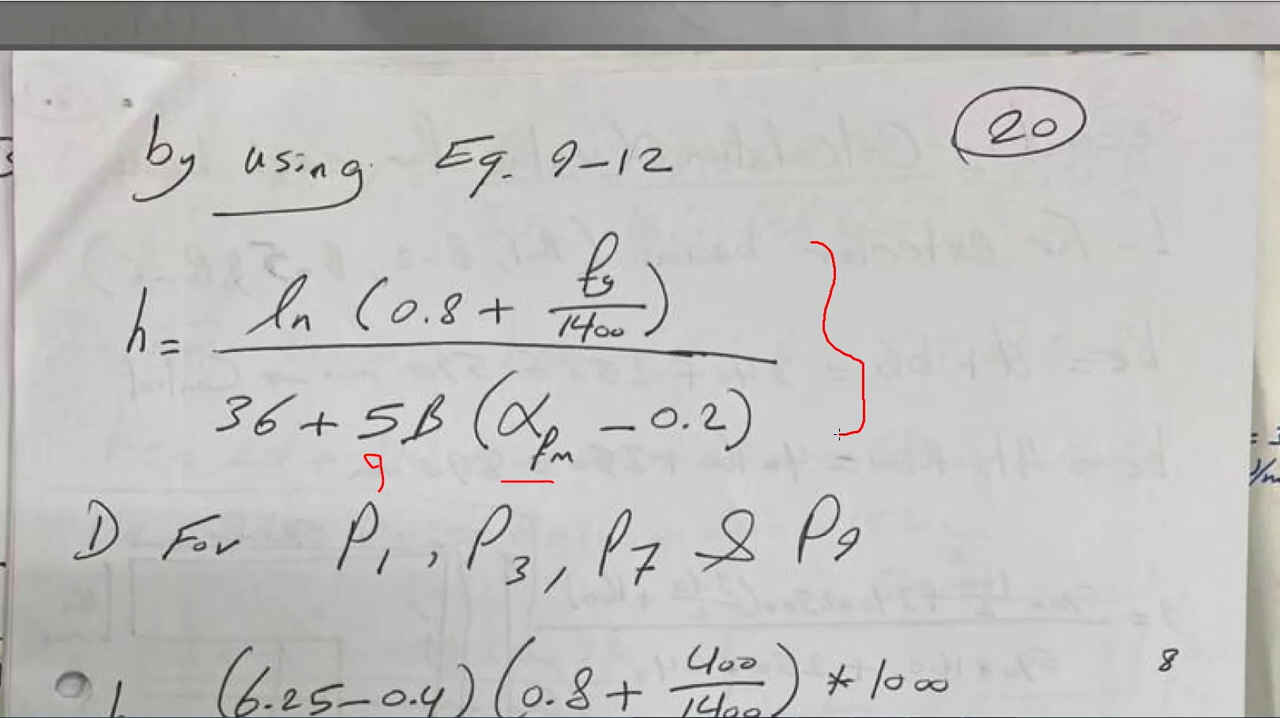 20
by using. Eq. 9-12
h = ln (0.8 + fy/1400) / 36 + 5B (αfm - 0.2)
9
D For P1, P3, P7 & P9
(6.25-0.4) (0.8 + 400/1400) * 1000
8